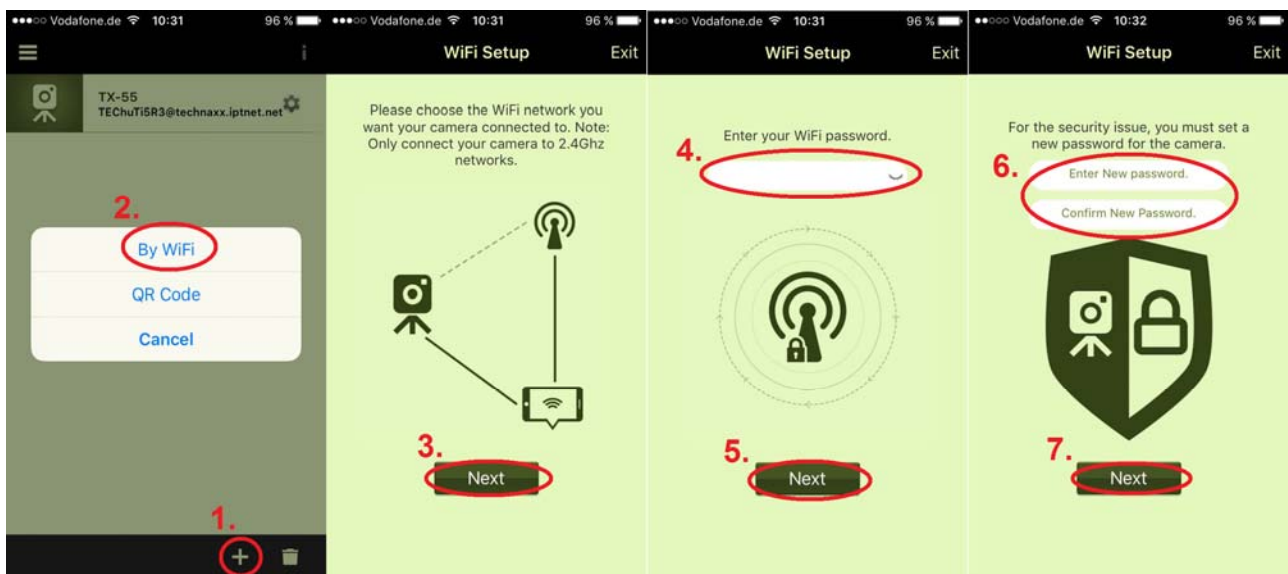 Vodafone.de 10:31 96 %
TX-55
TEChuTi5R3@technaxx.iptnet.net
2.
By WiFi
QR Code
Cancel
1.
Vodafone.de 10:31 96 %
WiFi Setup Exit
Please choose the WiFi network you
want your camera connected to. Note:
Only connect your camera to 2.4Ghz
networks.
3.
Next
Vodafone.de 10:31 96 %
WiFi Setup Exit
Enter your WiFi password.
4.
5.
Next
Vodafone.de 10:32 96 %
WiFi Setup Exit
For the security issue, you must set a
new password for the camera.
6.
Enter New password.
Confirm New Password.
7.
Next